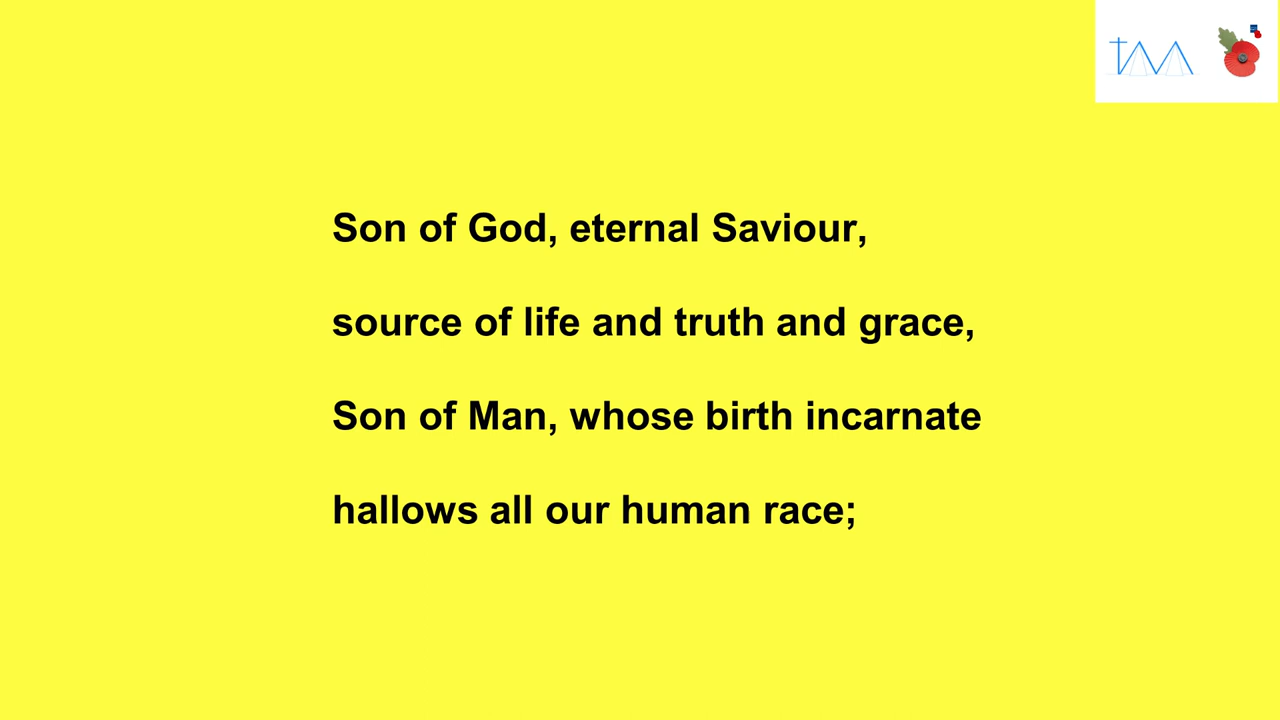 Son of God, eternal Saviour,
source of life and truth and grace,
Son of Man, whose birth incarnate
hallows all our human race;